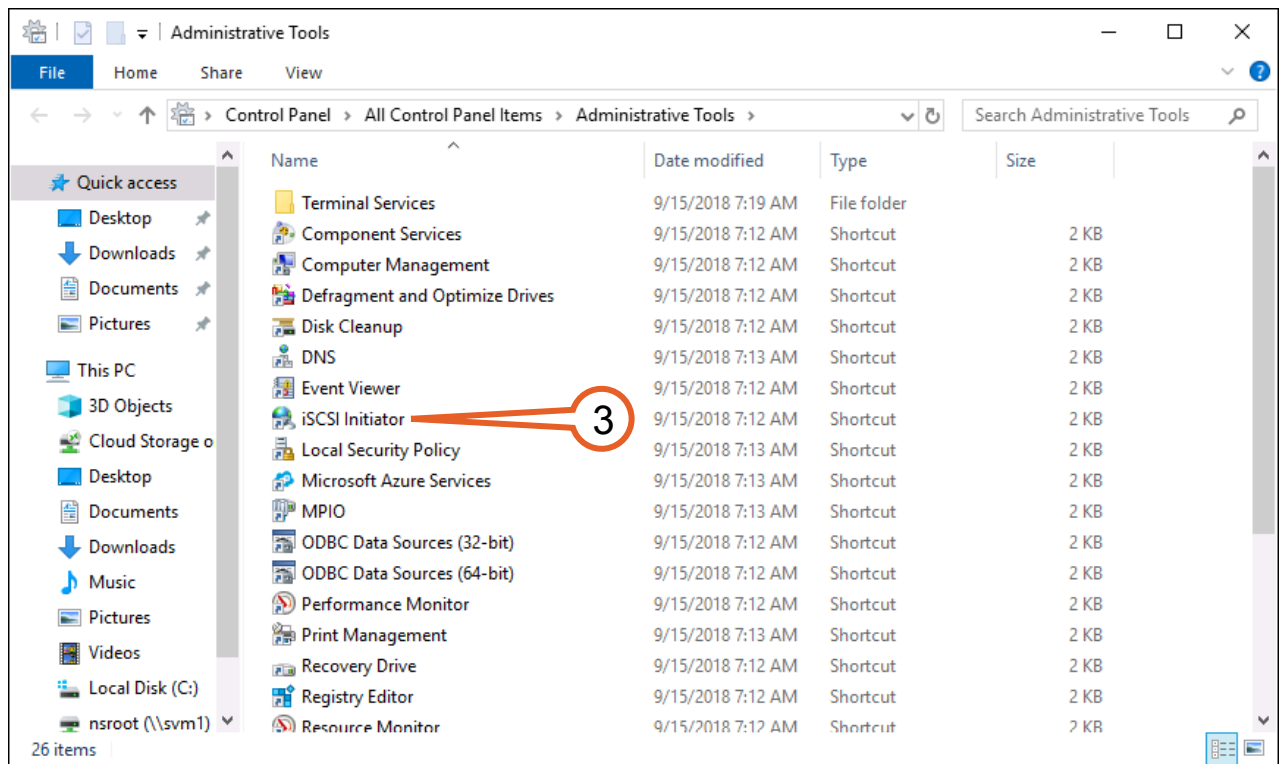 Administrative Tools
File Home Share View
Control Panel > All Control Panel Items > Administrative Tools > Search Administrative Tools
Name Date modified Type Size
Quick access
Desktop
Downloads
Documents
Pictures
This PC
3D Objects
Cloud Storage o
Desktop
Documents
Downloads
Music
Pictures
Videos
Local Disk (C:)
nsroot (\\svm1)
Terminal Services 9/15/2018 7:19 AM File folder
Component Services 9/15/2018 7:12 AM Shortcut 2 KB
Computer Management 9/15/2018 7:12 AM Shortcut 2 KB
Defragment and Optimize Drives 9/15/2018 7:12 AM Shortcut 2 KB
Disk Cleanup 9/15/2018 7:12 AM Shortcut 2 KB
DNS 9/15/2018 7:13 AM Shortcut 2 KB
Event Viewer 9/15/2018 7:12 AM Shortcut 2 KB
iSCSI Initiator 3 9/15/2018 7:12 AM Shortcut 2 KB
Local Security Policy 9/15/2018 7:13 AM Shortcut 2 KB
Microsoft Azure Services 9/15/2018 7:13 AM Shortcut 2 KB
MPIO 9/15/2018 7:13 AM Shortcut 2 KB
ODBC Data Sources (32-bit) 9/15/2018 7:12 AM Shortcut 2 KB
ODBC Data Sources (64-bit) 9/15/2018 7:12 AM Shortcut 2 KB
Performance Monitor 9/15/2018 7:12 AM Shortcut 2 KB
Print Management 9/15/2018 7:13 AM Shortcut 2 KB
Recovery Drive 9/15/2018 7:12 AM Shortcut 2 KB
Registry Editor 9/15/2018 7:12 AM Shortcut 2 KB
Resource Monitor 9/15/2018 7:12 AM Shortcut 2 KB
26 items